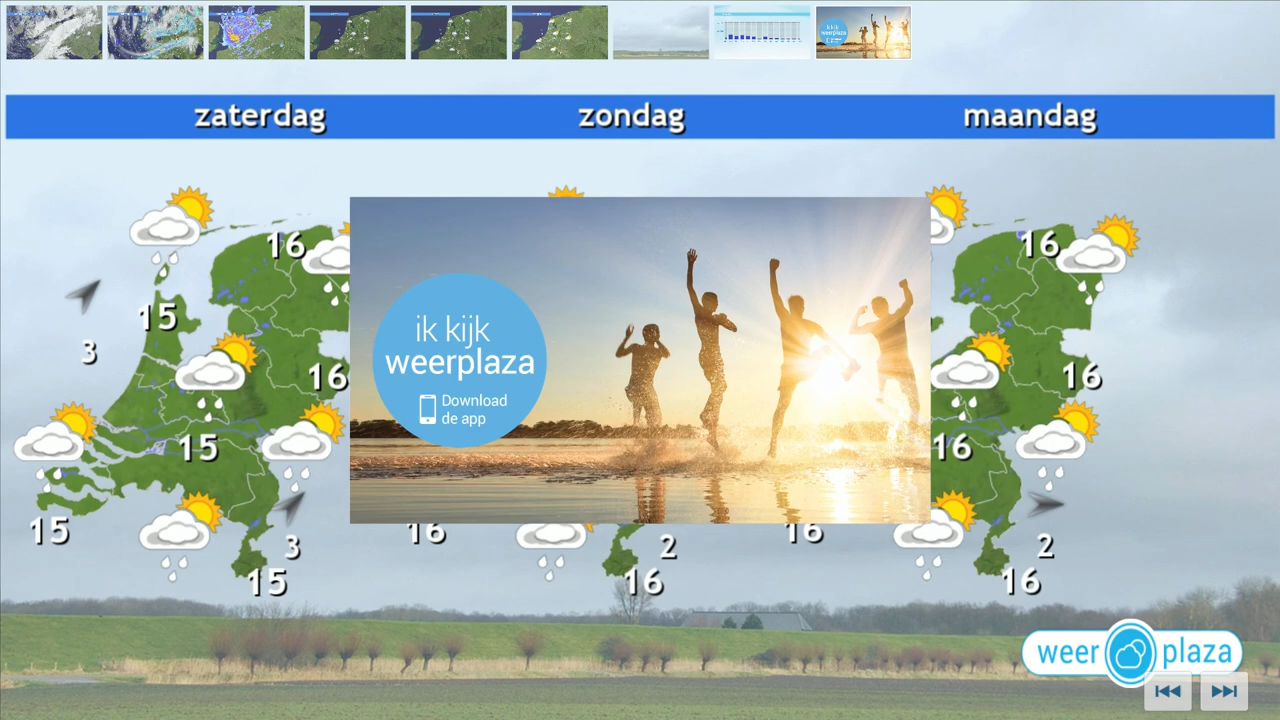 zaterdag zondag maandag
16 16
15
3
16 16
15 16
ik kijk
weerplaza
Download
de app
15 16 16
3 2 2
15 16 16
weer plaza